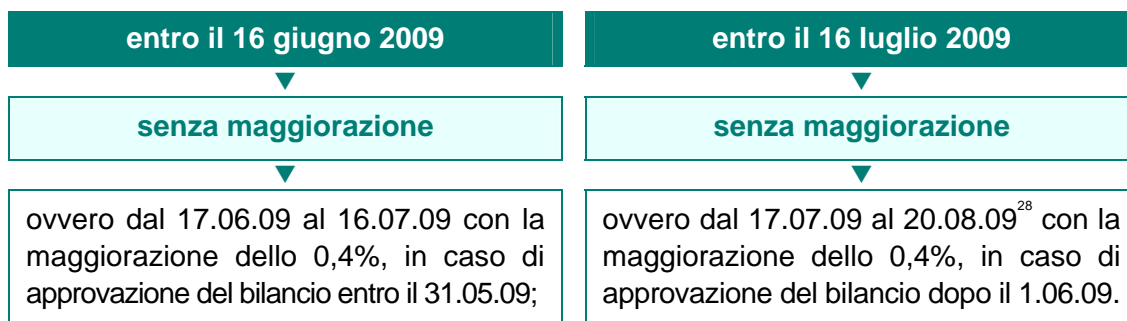 entro il 16 giugno 2009
senza maggiorazione
ovvero dal 17.06.09 al 16.07.09 con la
maggiorazione dello 0,4%, in caso di
approvazione del bilancio entro il 31.05.09;
entro il 16 luglio 2009
senza maggiorazione
ovvero dal 17.07.09 al 20.08.09²⁸ con la
maggiorazione dello 0,4%, in caso di
approvazione del bilancio dopo il 1.06.09.